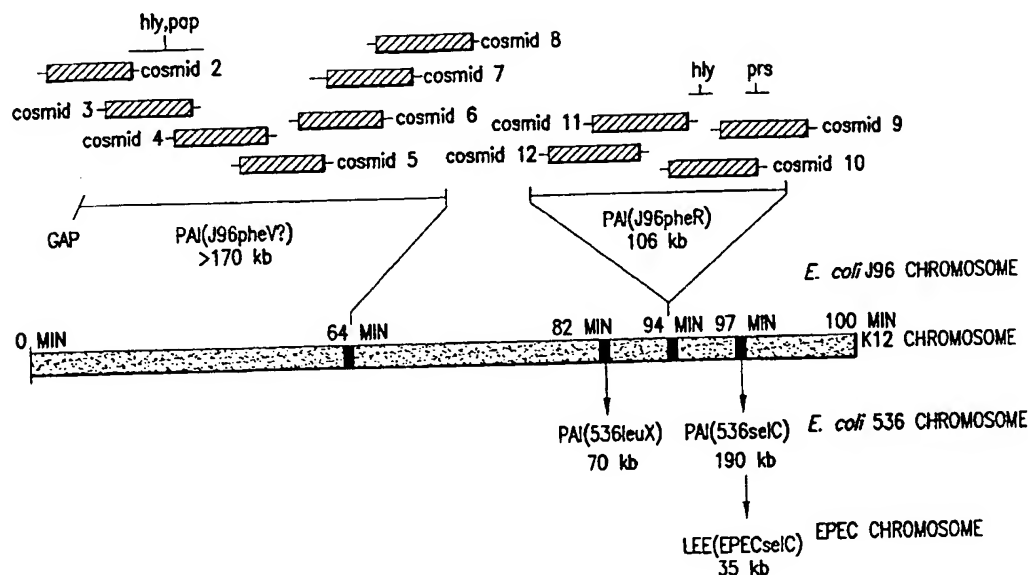 hly,pap
cosmid 8
cosmid 2
cosmid 7
hly
prs
cosmid 3
cosmid 6
cosmid 11
cosmid 9
cosmid 4
cosmid 5
cosmid 12
cosmid 10
GAP
PAI(J96pheV?)
>170 kb
PAI(J96pheR)
106 kb
E. coli J96 CHROMOSOME
0 MIN
64 MIN
82 MIN
94 MIN
97 MIN
100 MIN
K12 CHROMOSOME
PAI(536leuX)
70 kb
PAI(536selC)
190 kb
E. coli 536 CHROMOSOME
LEE(EPECselC)
35 kb
EPEC CHROMOSOME